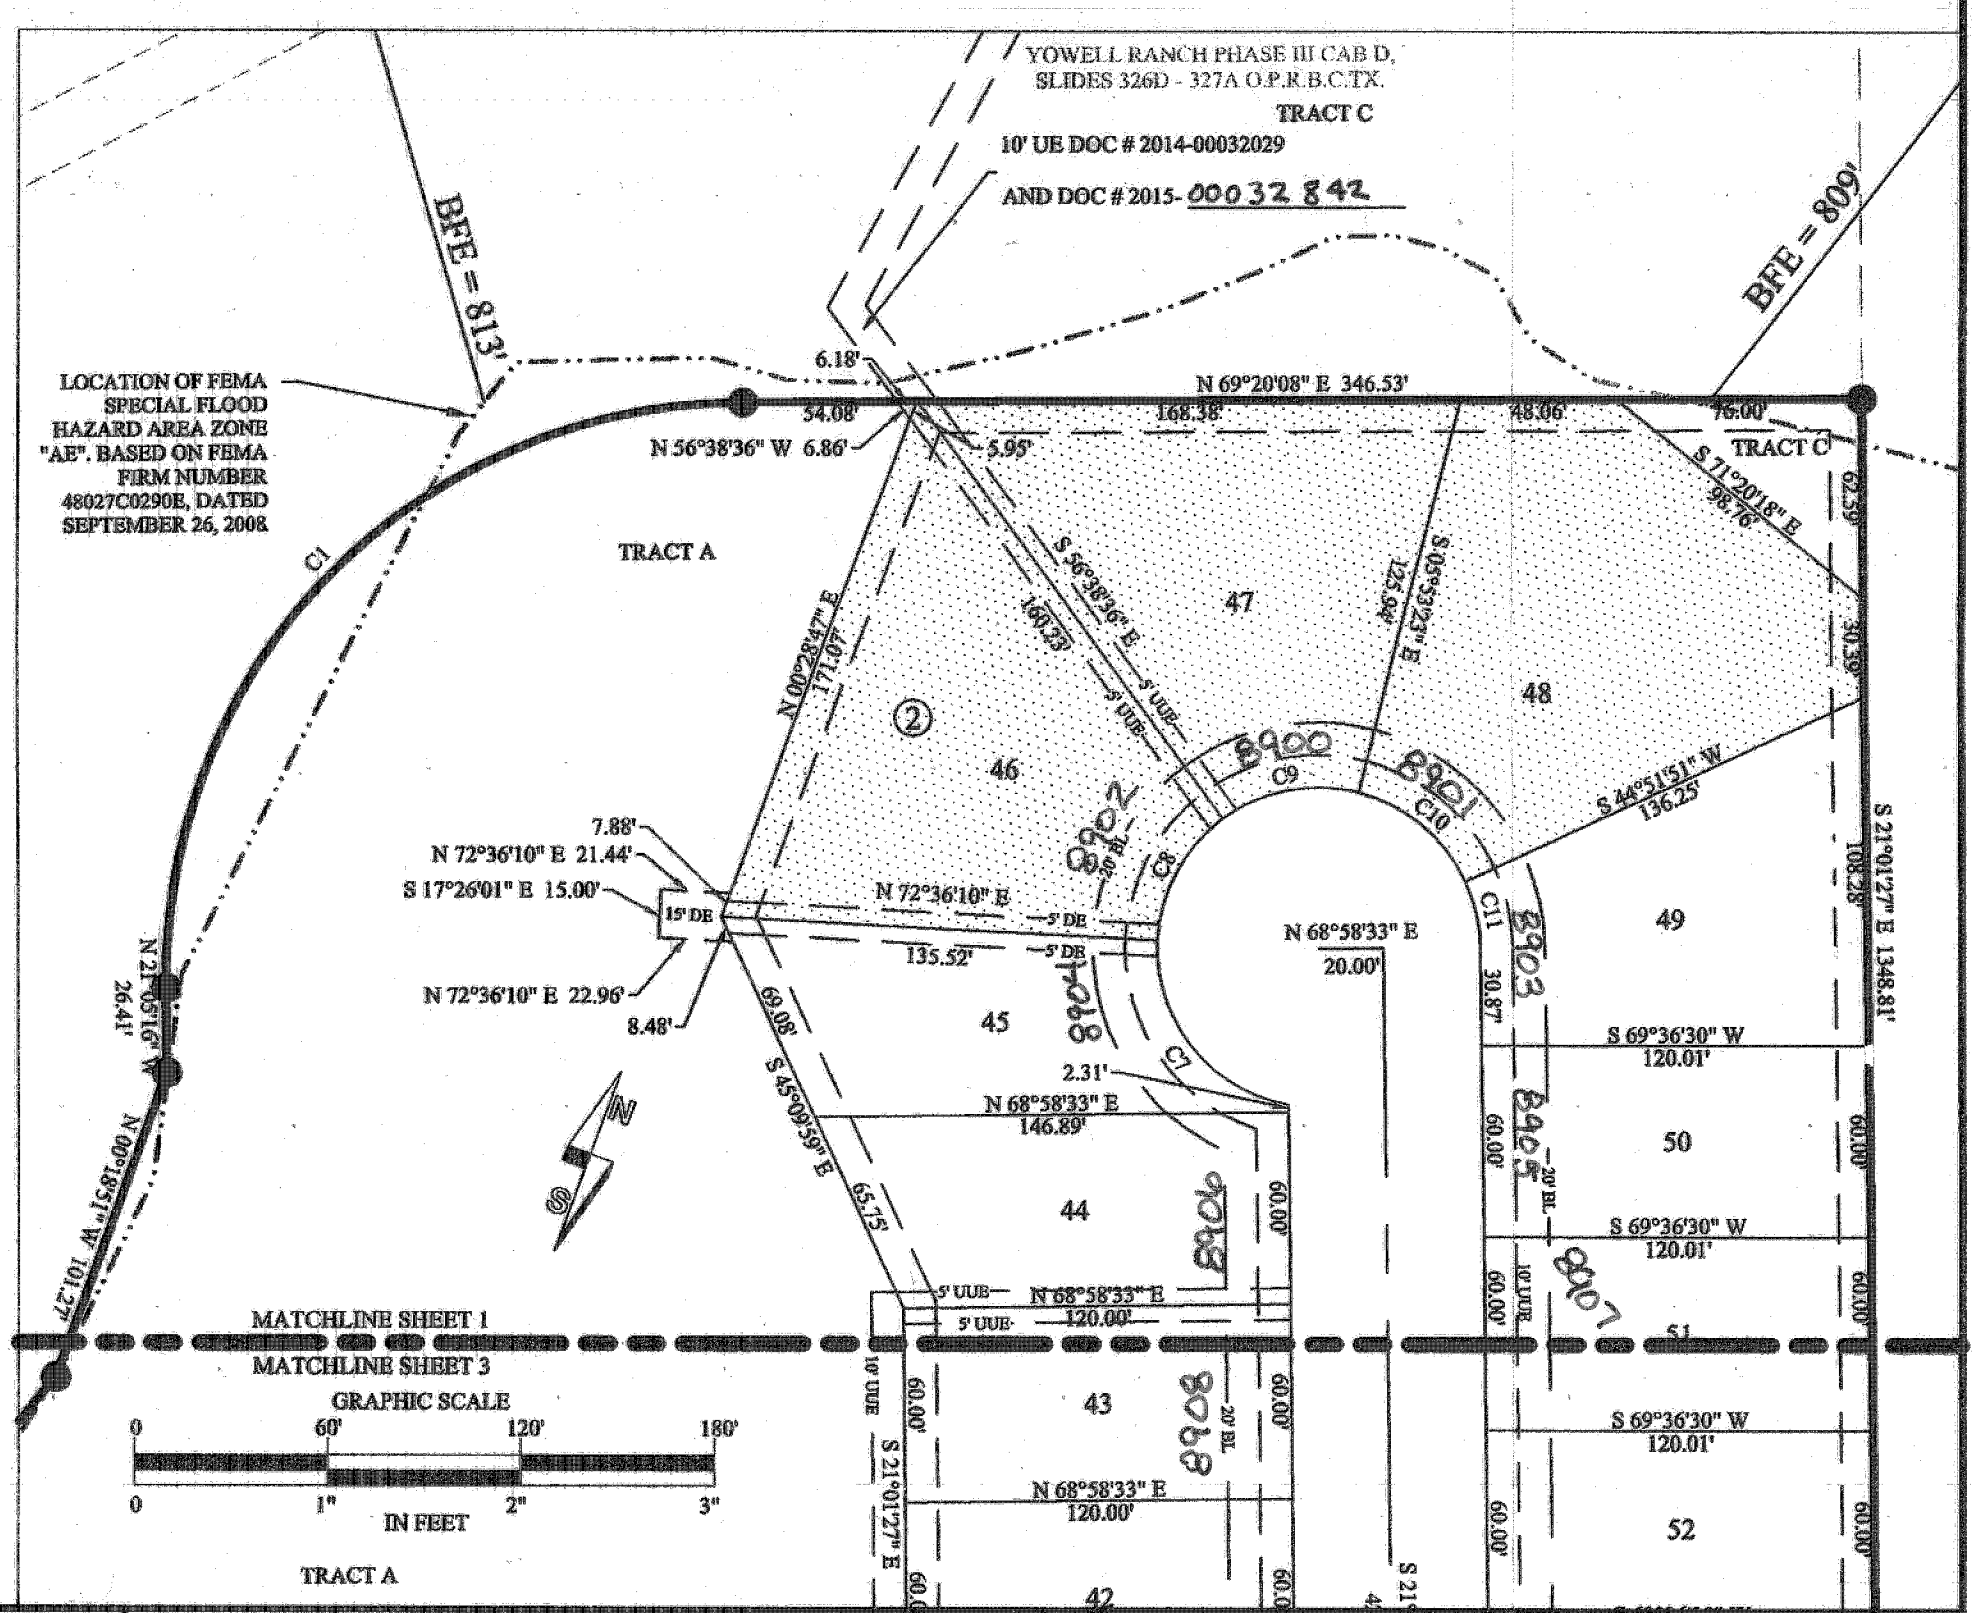 YOWELL RANCH PHASE III CAB D,
SLIDES 326D - 327A O.P.R.B.C.TX.
TRACT C
10' UE DOC # 2014-00032029
AND DOC # 2015- 00032842
BFE = 813'
BFE = 809'
LOCATION OF FEMA
SPECIAL FLOOD
HAZARD AREA ZONE
"AE". BASED ON FEMA
FIRM NUMBER
48027C0290E, DATED
SEPTEMBER 26, 2008.
6.18'
N 69°20'08" E 346.53'
54.08'
168.38'
48.06'
76.00'
N 56°38'36" W 6.86'
5.95'
TRACT C
S 71°20'18" E
98.76'
62.59'
C1
TRACT A
N 00°28'47" E
171.07'
S 56°38'36" E
160.23'
5' UUE
5' UUE
47
S 05°53'23" E
125.94'
30.39'
48
2
46
8900
C9
8901
C10
8902
20' BL
C8
S 44°51'51" W
136.25'
7.88'
N 72°36'10" E 21.44'
S 17°26'01" E 15.00'
15' DE
N 72°36'10" E
5' DE
5' DE
135.52'
N 72°36'10" E 22.96'
8.48'
C11
8903
49
108.28'
S 21°01'27" E 1348.81'
N 68°58'33" E
20.00'
N 21°05'16" W
26.41'
69.08'
45
8904
C7
2.31'
30.87'
S 69°36'30" W
120.01'
S 45°09'59" E
N 68°58'33" E
146.89'
N
S
65.75'
44
8906
60.00'
60.00'
8905
20' BL
50
60.00'
N 00°18'51" W 101.27'
S 69°36'30" W
120.01'
5' UUE
N 68°58'33" E
120.00'
5' UUE
60.00'
10' UUE
8907
51
60.00'
MATCHLINE SHEET 1
MATCHLINE SHEET 3
GRAPHIC SCALE
0 60' 120' 180'
0 1" 2" 3"
IN FEET
TRACT A
10' UUE
60.00'
43
8908
20' BL
60.00'
S 69°36'30" W
120.01'
S 21°01'27" E
N 68°58'33" E
120.00'
60.00'
52
60.00'
60.0
42
60.0
S 21°